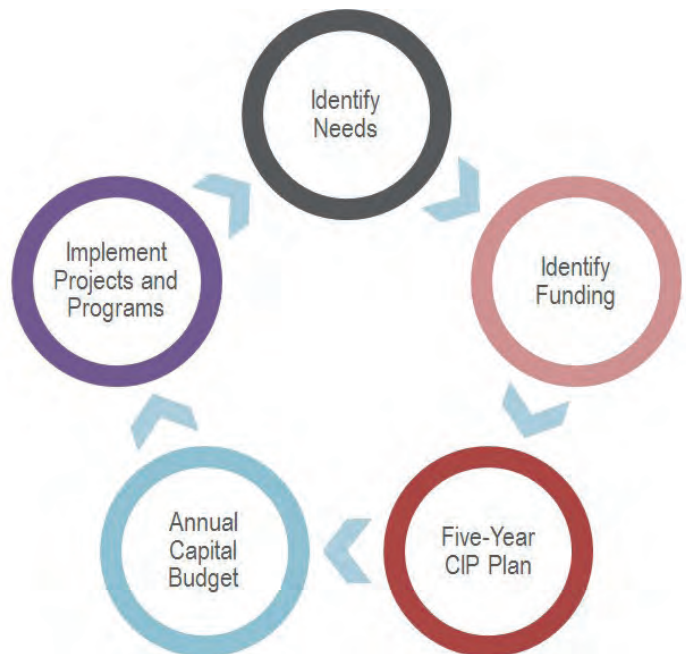 Identify
Needs
Identify
Funding
Five-Year
CIP Plan
Annual
Capital
Budget
Implement
Projects and
Programs